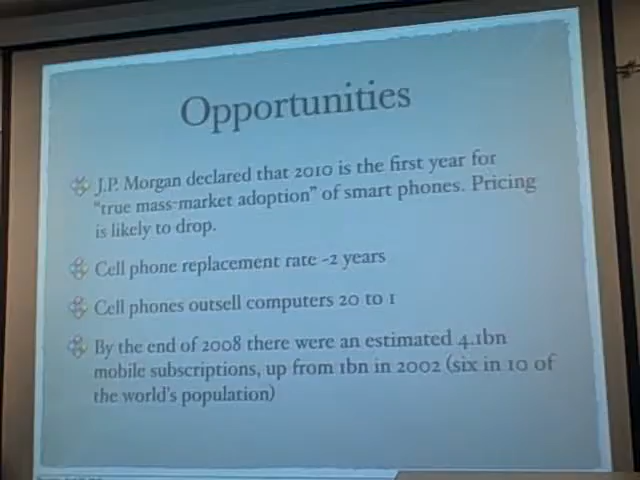 Opportunities
J.P. Morgan declared that 2010 is the first year for
"true mass-market adoption" of smart phones. Pricing
is likely to drop.
Cell phone replacement rate ~2 years
Cell phones outsell computers 20 to 1
By the end of 2008 there were an estimated 4.1bn
mobile subscriptions, up from 1bn in 2002 (six in 10 of
the world's population)